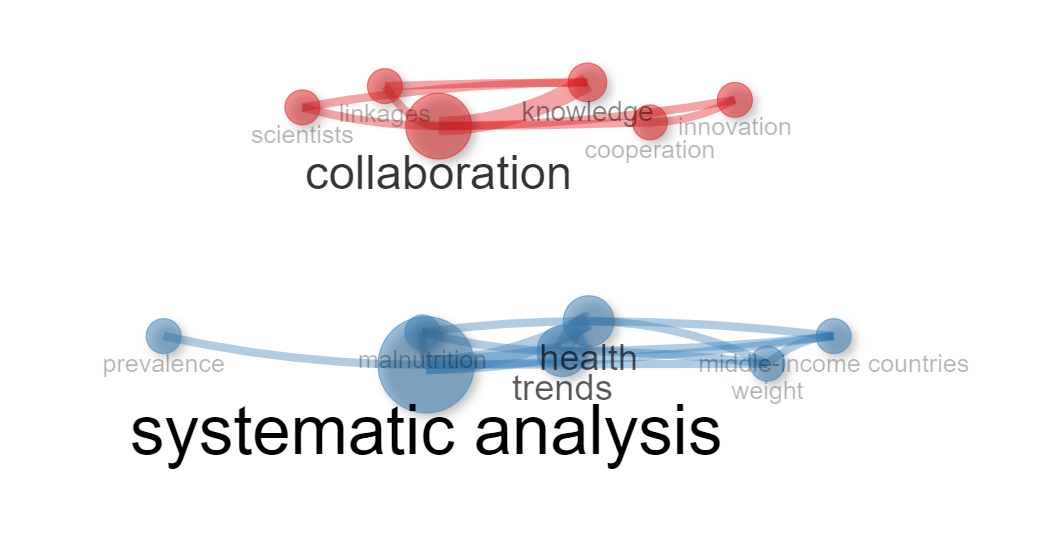 linkages
knowledge
scientists
innovation
cooperation
collaboration
prevalence
malnutrition
health
middle-income countries
trends
weight
systematic analysis